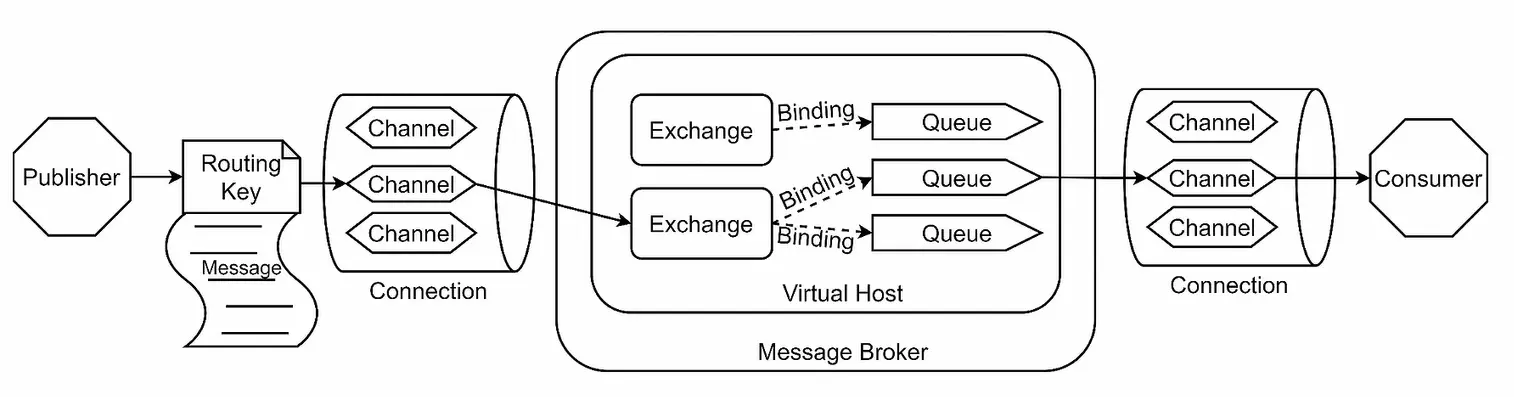 Publisher
Routing
Key
Message
Channel
Channel
Channel
Connection
Exchange
Exchange
Binding
Binding
Binding
Queue
Queue
Queue
Virtual Host
Message Broker
Channel
Channel
Channel
Connection
Consumer